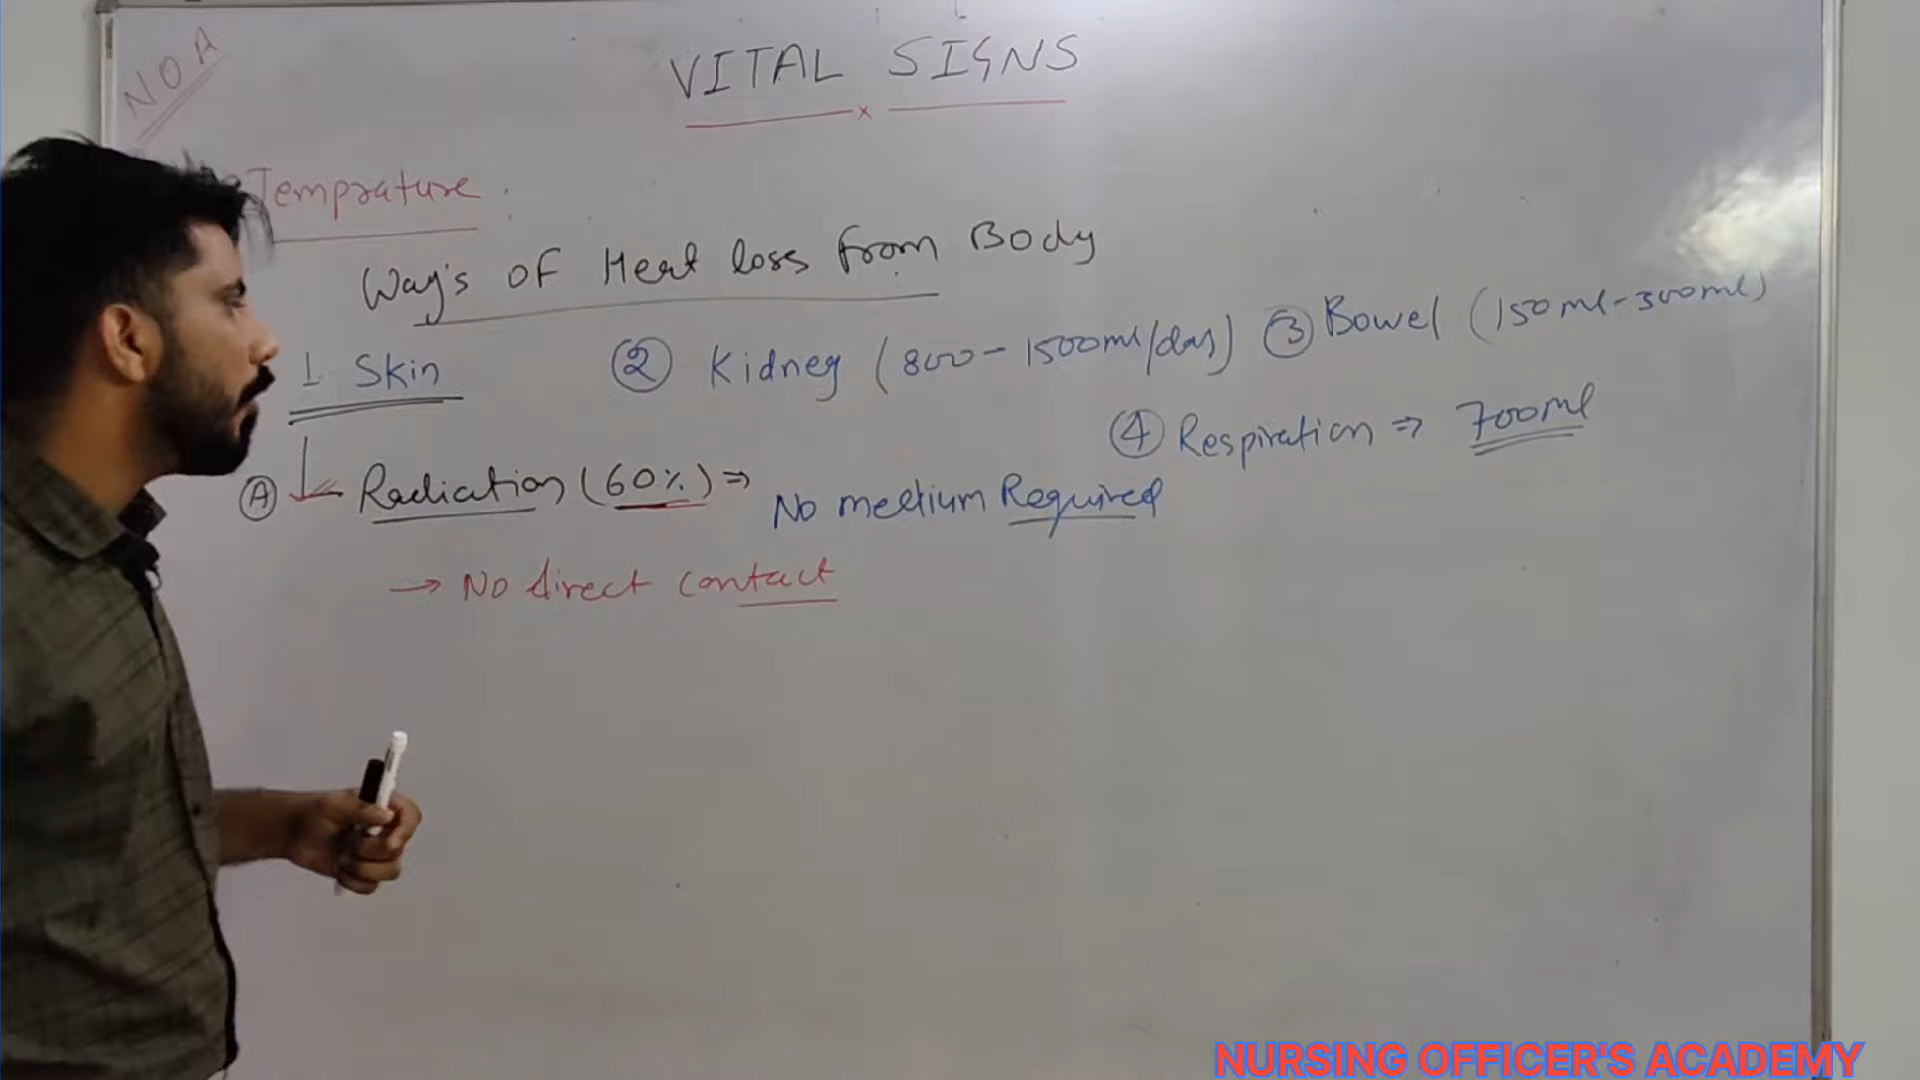 NOA
VITAL SIGNS
Temprature :
Way's OF Heat loss from Body
1 Skin
② Kidney (800-1500ml/day)
③ Bowel (150ml-300ml)
④ Respiration ⇒ 700ml
Ⓐ Radiation (60%) ⇒ No medium Required
→ No direct contact
NURSING OFFICER'S ACADEMY